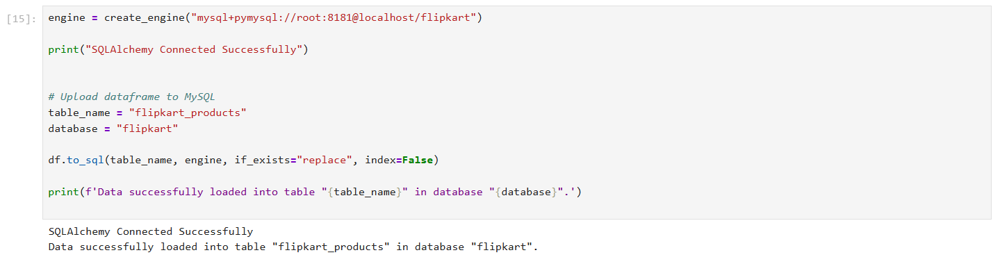 [15]:
engine = create_engine("mysql+pymysql://root:8181@localhost/flipkart")
print("SQLAlchemy Connected Successfully")
# Upload dataframe to MySQL
table_name = "flipkart_products"
database = "flipkart"
df.to_sql(table_name, engine, if_exists="replace", index=False)
print(f'Data successfully loaded into table "{table_name}" in database "{database}".')
SQLAlchemy Connected Successfully
Data successfully loaded into table "flipkart_products" in database "flipkart".